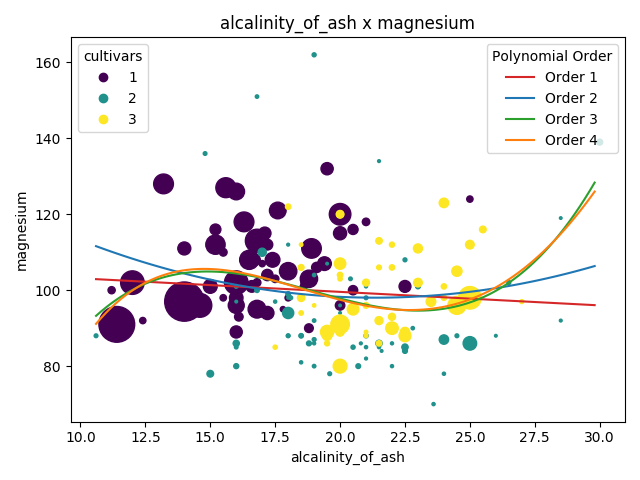 alcalinity_of_ash x magnesium
cultivars
1
2
3
Polynomial Order
Order 1
Order 2
Order 3
Order 4
magnesium
160
140
120
100
80
10.0 12.5 15.0 17.5 20.0 22.5 25.0 27.5 30.0
alcalinity_of_ash